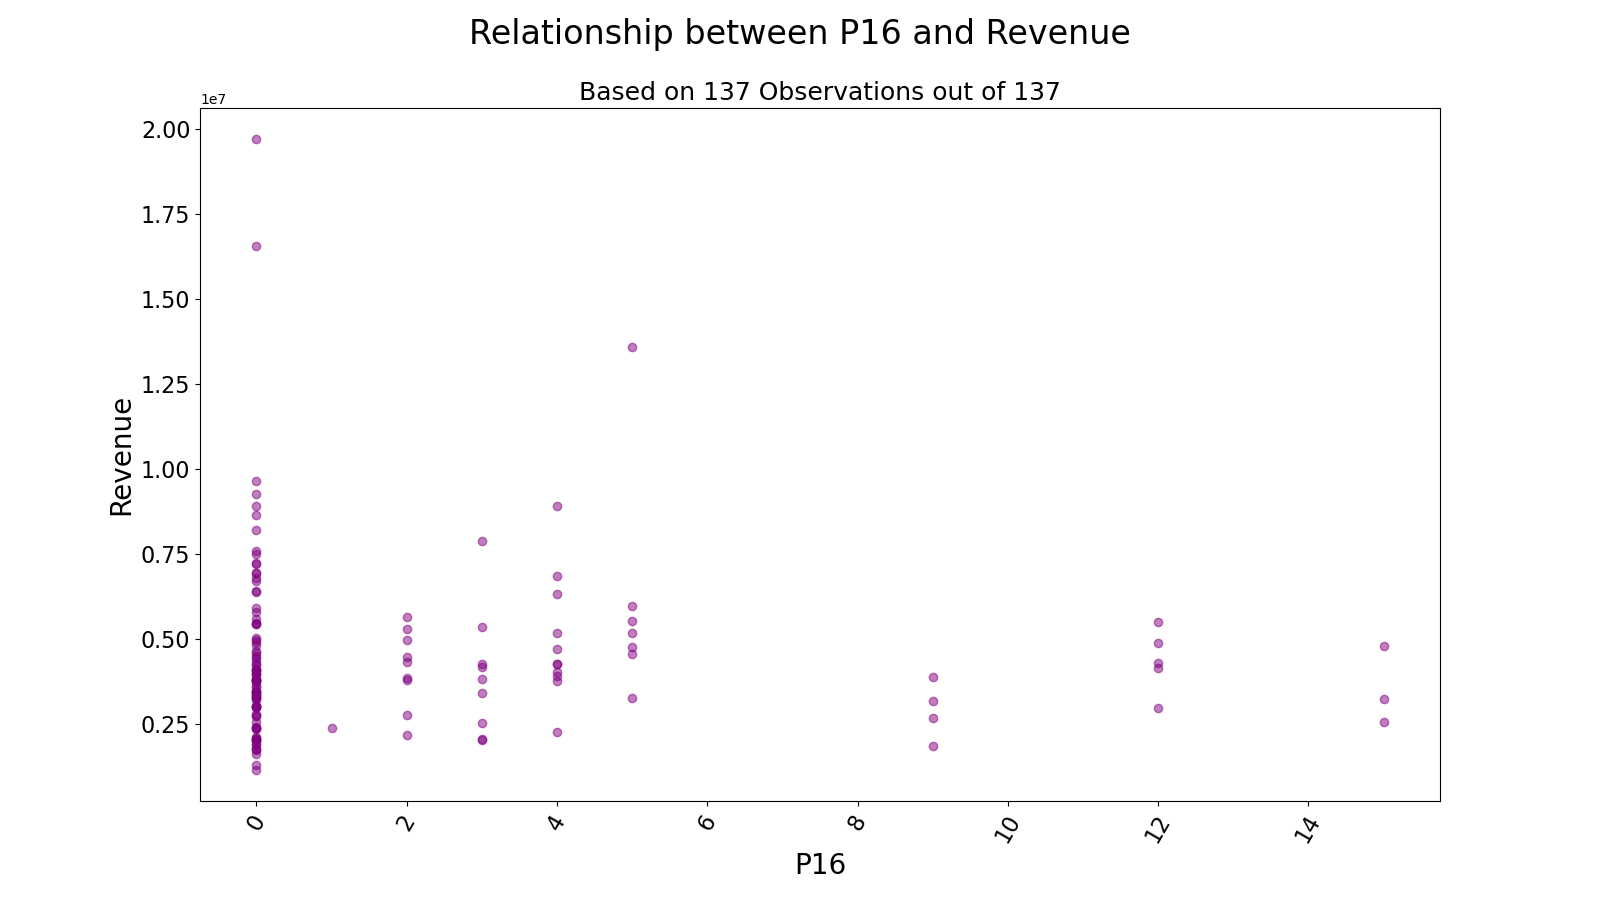 Relationship between P16 and Revenue
Based on 137 Observations out of 137
1e7
2.00
1.75
1.50
1.25
1.00
0.75
0.50
0.25
Revenue
0 2 4 6 8 10 12 14
P16